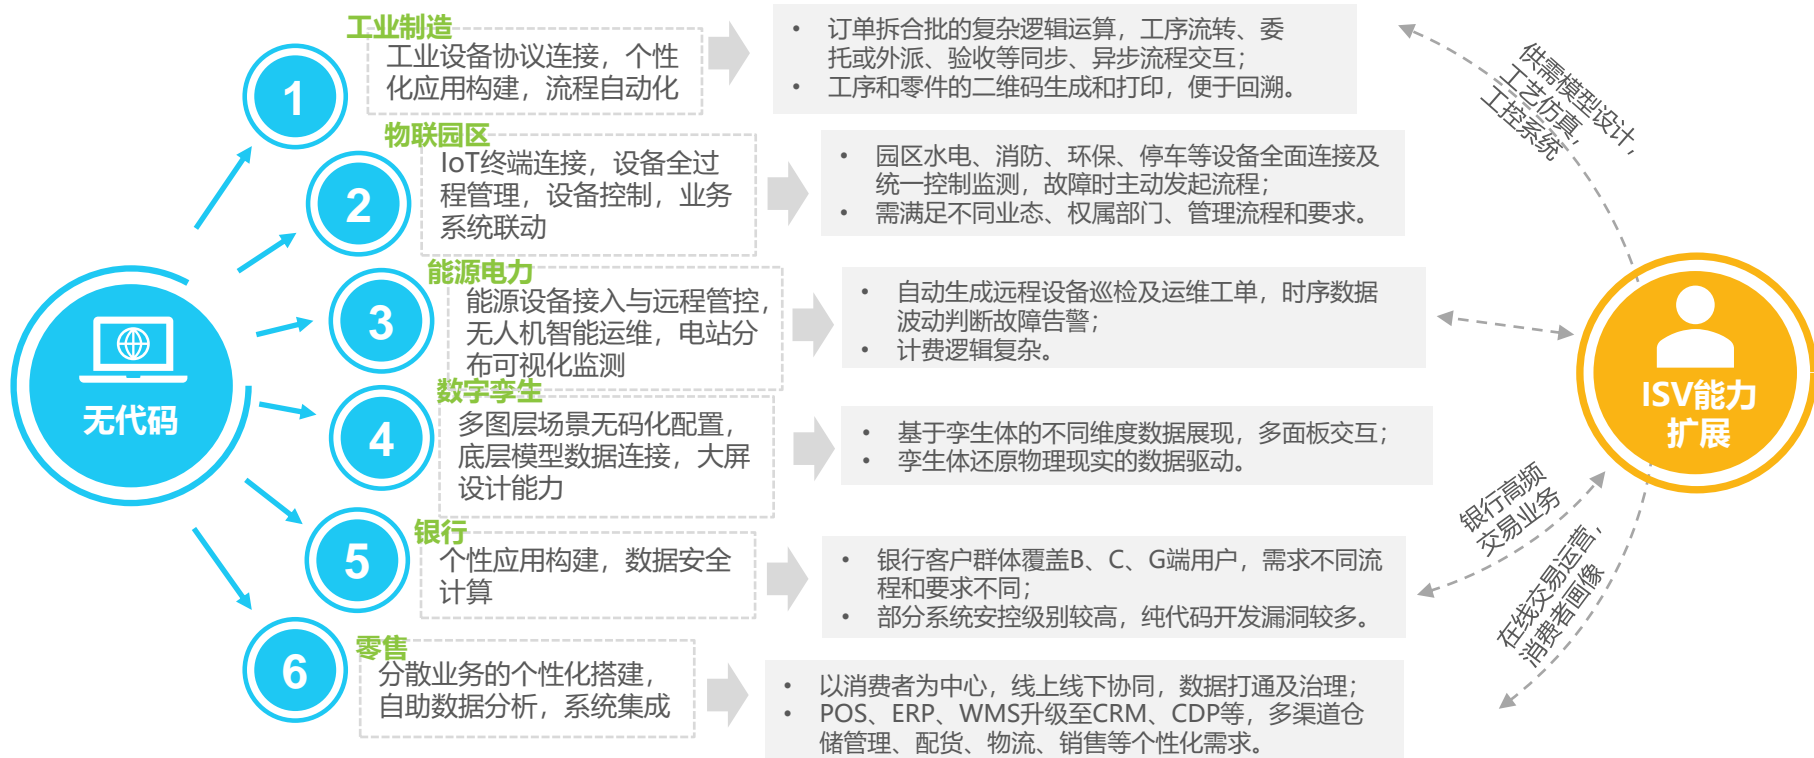 工业制造
1
工业设备协议连接，个性
化应用构建，流程自动化
• 订单拆合批的复杂逻辑运算，工序流转、委
托或外派、验收等同步、异步流程交互；
• 工序和零件的二维码生成和打印，便于回溯。
物联园区
2
IoT终端连接，设备全过
程管理，设备控制，业务
系统联动
• 园区水电、消防、环保、停车等设备全面连接及
统一控制监测，故障时主动发起流程；
• 需满足不同业态、权属部门、管理流程和要求。
能源电力
3
能源设备接入与远程管控，
无人机智能运维，电站分
布可视化监测
• 自动生成远程设备巡检及运维工单，时序数据
波动判断故障告警；
• 计费逻辑复杂。
数字孪生
4
多图层场景无码化配置，
底层模型数据连接，大屏
设计能力
• 基于孪生体的不同维度数据展现，多面板交互；
• 孪生体还原物理现实的数据驱动。
银行
5
个性应用构建，数据安全
计算
• 银行客户群体覆盖B、C、G端用户，需求不同流
程和要求不同；
• 部分系统安控级别较高，纯代码开发漏洞较多。
零售
6
分散业务的个性化搭建，
自助数据分析，系统集成
• 以消费者为中心，线上线下协同，数据打通及治理；
• POS、ERP、WMS升级至CRM、CDP等，多渠道仓
储管理、配货、物流、销售等个性化需求。
无代码
供需模型设计，
工艺仿真，
工控系统
ISV能力
扩展
银行高频
交易业务
在线交易运营，
消费者画像